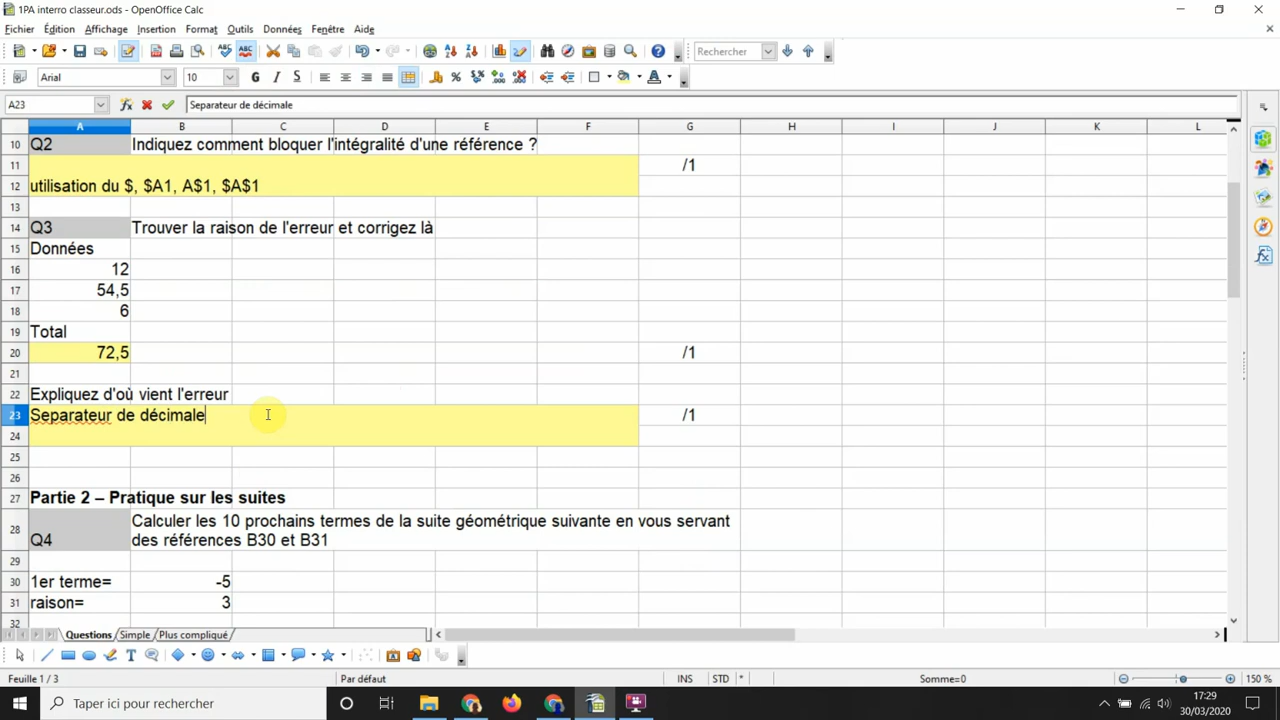 1PA interro classeur.ods - OpenOffice Calc
Fichier Édition Affichage Insertion Format Outils Données Fenêtre Aide
Rechercher
Arial 10
A23 Separateur de décimale
A B C D E F G H I J K L
10 Q2 Indiquez comment bloquer l'intégralité d'une référence ?
11 /1
12 utilisation du $, $A1, A$1, $A$1
13
14 Q3 Trouver la raison de l'erreur et corrigez là
15 Données
16 12
17 54,5
18 6
19 Total
20 72,5 /1
21
22 Expliquez d'où vient l'erreur
23 Separateur de décimale /1
24
25
26
27 Partie 2 – Pratique sur les suites
Calculer les 10 prochains termes de la suite géométrique suivante en vous servant
28 Q4 des références B30 et B31
29
30 1er terme= -5
31 raison= 3
32
Questions Simple Plus compliqué
Feuille 1 / 3 Par défaut INS STD * Somme=0 150 %
Taper ici pour rechercher
17:29
30/03/2020